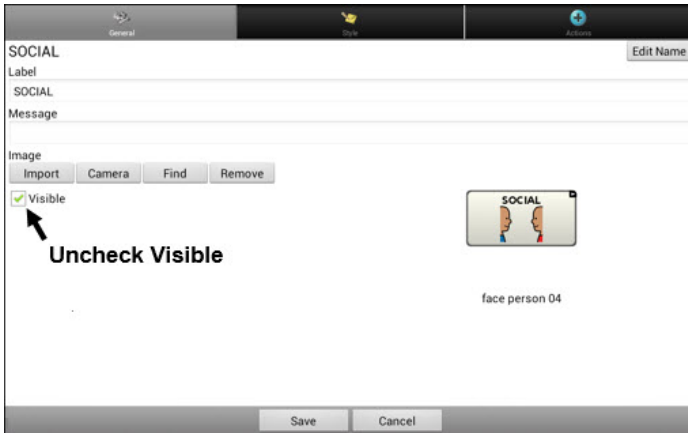 General Style Actions
SOCIAL Edit Name
Label
SOCIAL
Message
Image
Import Camera Find Remove
Visible
SOCIAL
Uncheck Visible
face person 04
Save Cancel